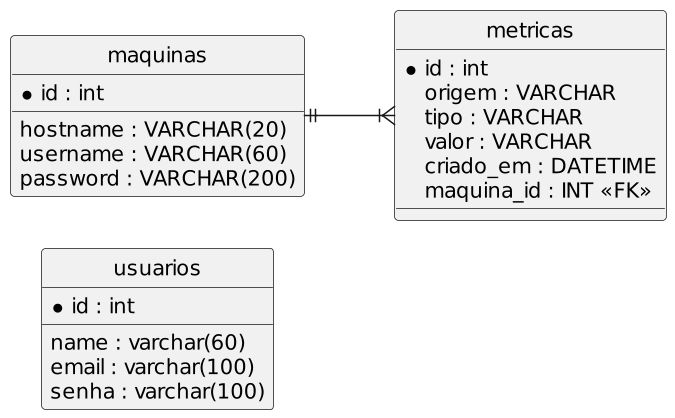 maquinas
id : int
hostname : VARCHAR(20)
username : VARCHAR(60)
password : VARCHAR(200)
metricas
id : int
origem : VARCHAR
tipo : VARCHAR
valor : VARCHAR
criado_em : DATETIME
maquina_id : INT «FK»
usuarios
id : int
name : varchar(60)
email : varchar(100)
senha : varchar(100)